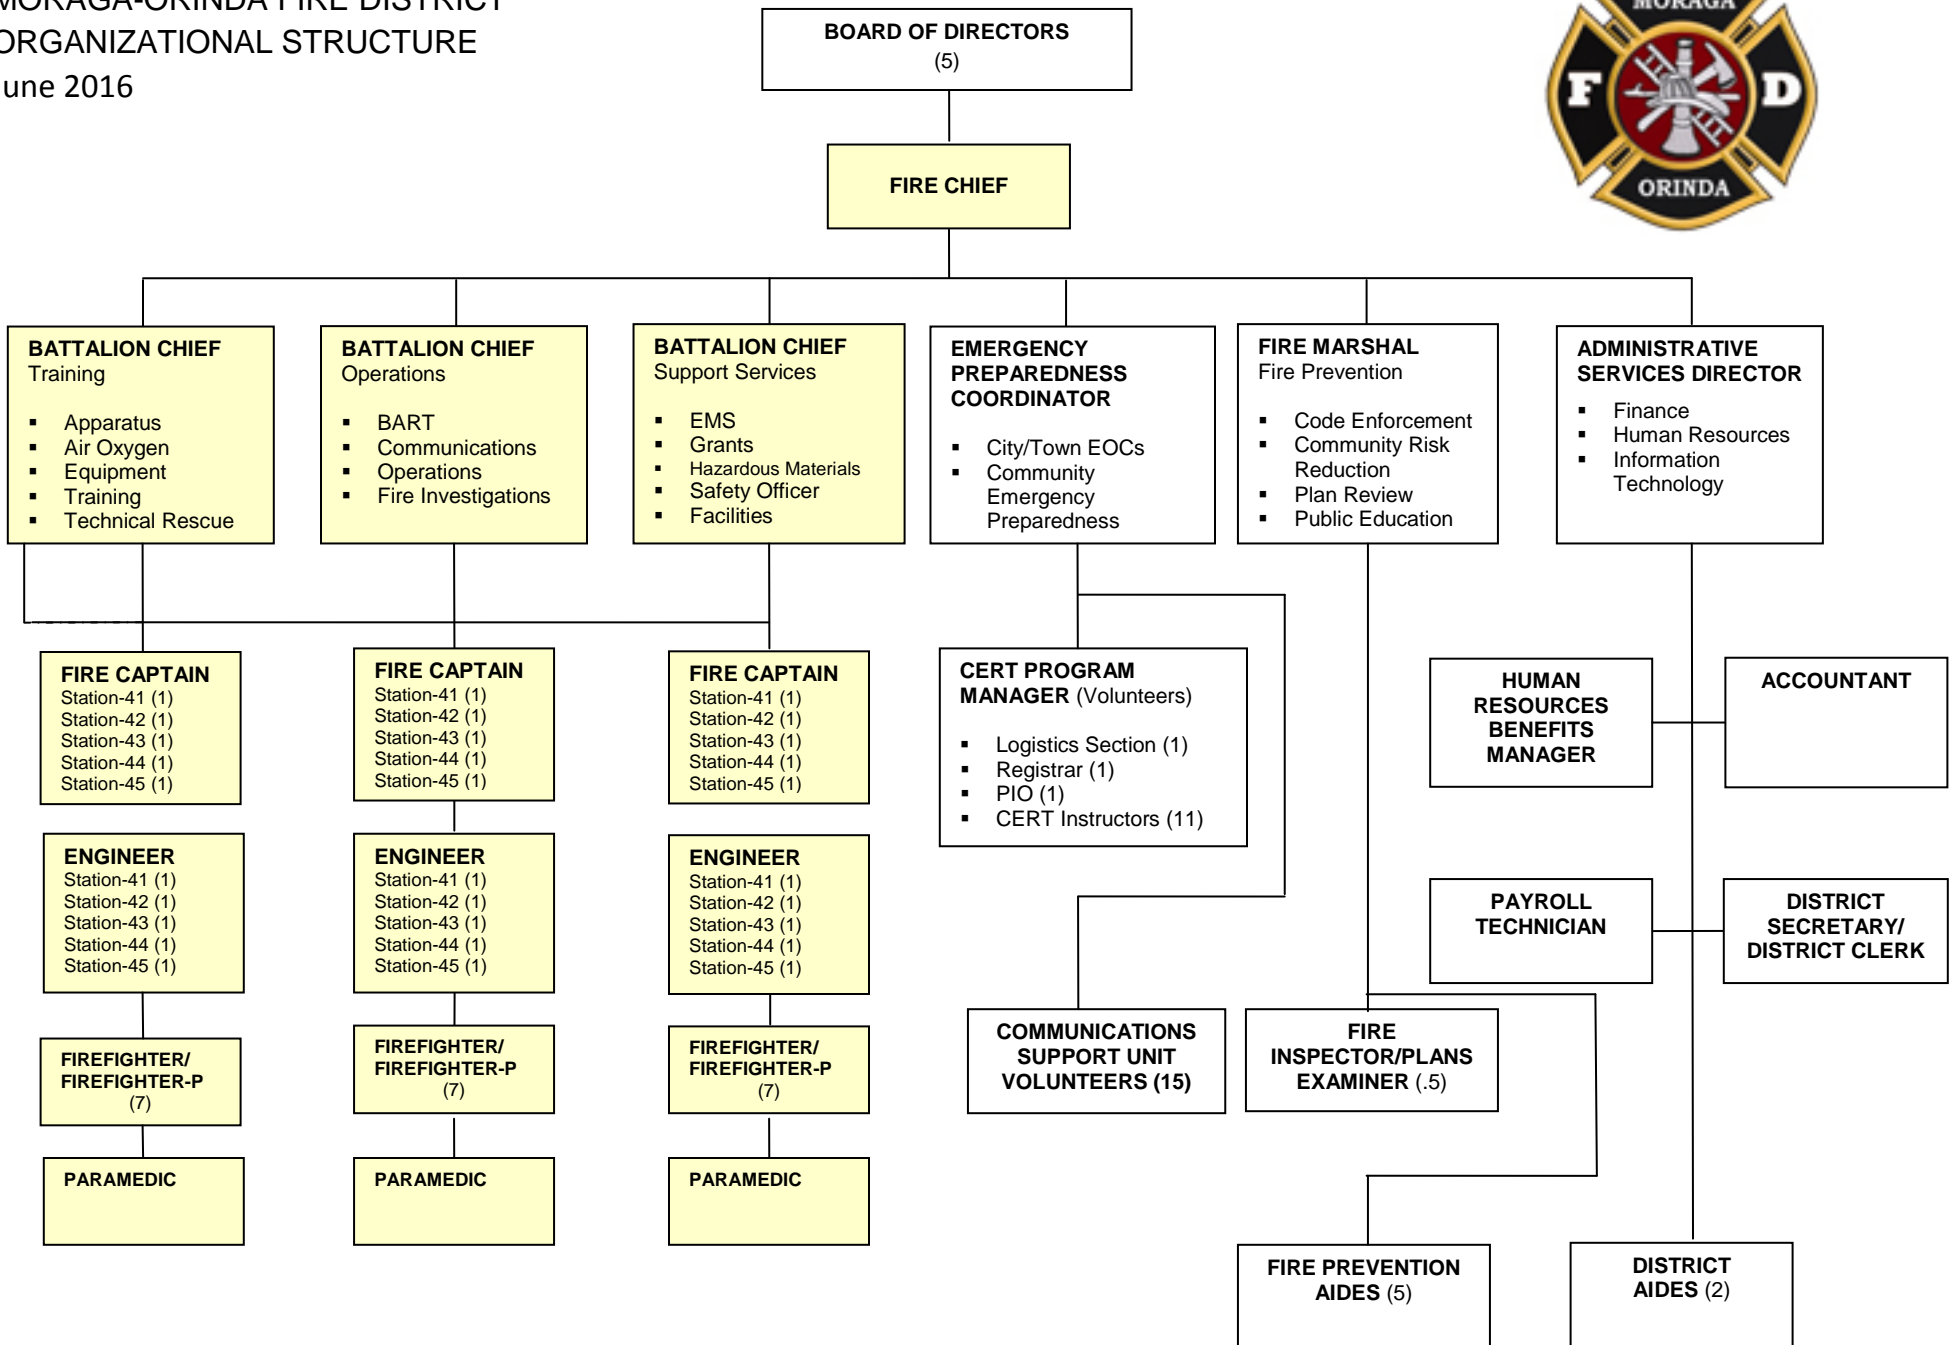 MORAGA-ORINDA FIRE DISTRICT
ORGANIZATIONAL STRUCTURE
une 2016
BOARD OF DIRECTORS
(5)
MORAGA
F D
ORINDA
FIRE CHIEF
BATTALION CHIEF
Training
▪ Apparatus
▪ Air Oxygen
▪ Equipment
▪ Training
▪ Technical Rescue
BATTALION CHIEF
Operations
▪ BART
▪ Communications
▪ Operations
▪ Fire Investigations
BATTALION CHIEF
Support Services
▪ EMS
▪ Grants
▪ Hazardous Materials
▪ Safety Officer
▪ Facilities
EMERGENCY
PREPAREDNESS
COORDINATOR
▪ City/Town EOCs
▪ Community
Emergency
Preparedness
FIRE MARSHAL
Fire Prevention
▪ Code Enforcement
▪ Community Risk
Reduction
▪ Plan Review
▪ Public Education
ADMINISTRATIVE
SERVICES DIRECTOR
▪ Finance
▪ Human Resources
▪ Information
Technology
FIRE CAPTAIN
Station-41 (1)
Station-42 (1)
Station-43 (1)
Station-44 (1)
Station-45 (1)
FIRE CAPTAIN
Station-41 (1)
Station-42 (1)
Station-43 (1)
Station-44 (1)
Station-45 (1)
FIRE CAPTAIN
Station-41 (1)
Station-42 (1)
Station-43 (1)
Station-44 (1)
Station-45 (1)
CERT PROGRAM
MANAGER (Volunteers)
▪ Logistics Section (1)
▪ Registrar (1)
▪ PIO (1)
▪ CERT Instructors (11)
HUMAN
RESOURCES
BENEFITS
MANAGER
ACCOUNTANT
ENGINEER
Station-41 (1)
Station-42 (1)
Station-43 (1)
Station-44 (1)
Station-45 (1)
ENGINEER
Station-41 (1)
Station-42 (1)
Station-43 (1)
Station-44 (1)
Station-45 (1)
ENGINEER
Station-41 (1)
Station-42 (1)
Station-43 (1)
Station-44 (1)
Station-45 (1)
PAYROLL
TECHNICIAN
DISTRICT
SECRETARY/
DISTRICT CLERK
FIREFIGHTER/
FIREFIGHTER-P
(7)
FIREFIGHTER/
FIREFIGHTER-P
(7)
FIREFIGHTER/
FIREFIGHTER-P
(7)
COMMUNICATIONS
SUPPORT UNIT
VOLUNTEERS (15)
FIRE
INSPECTOR/PLANS
EXAMINER (.5)
PARAMEDIC
PARAMEDIC
PARAMEDIC
FIRE PREVENTION
AIDES (5)
DISTRICT
AIDES (2)